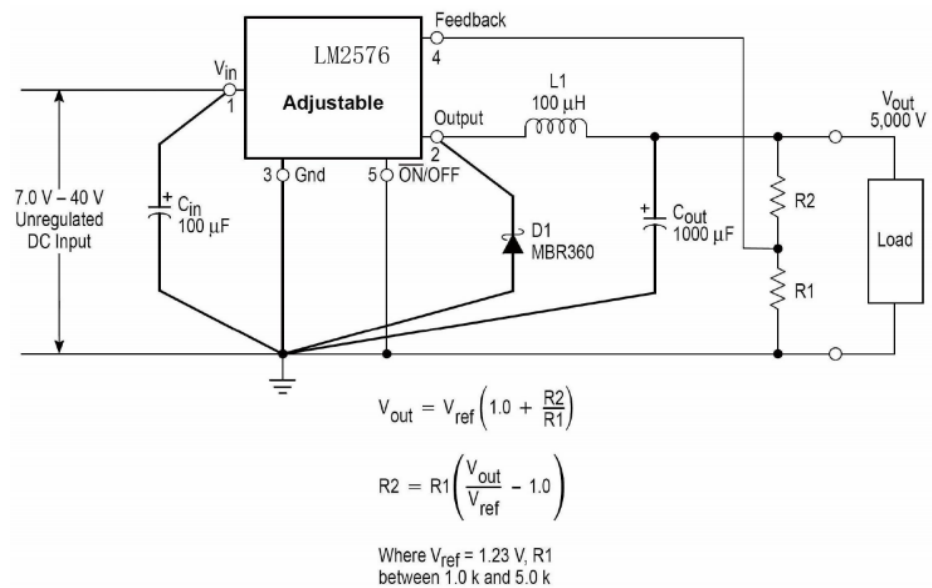 Feedback
4
LM2576
Adjustable
Vin
1
Output
2
3 Gnd
5 ON/OFF
L1
100 μH
Vout
5,000 V
7.0 V – 40 V
Unregulated
DC Input
+
Cin
100 μF
D1
MBR360
+
Cout
1000 μF
R2
R1
Load
Vout = Vref (1.0 + R2/R1)
R2 = R1 (Vout/Vref - 1.0)
Where Vref = 1.23 V, R1
between 1.0 k and 5.0 k